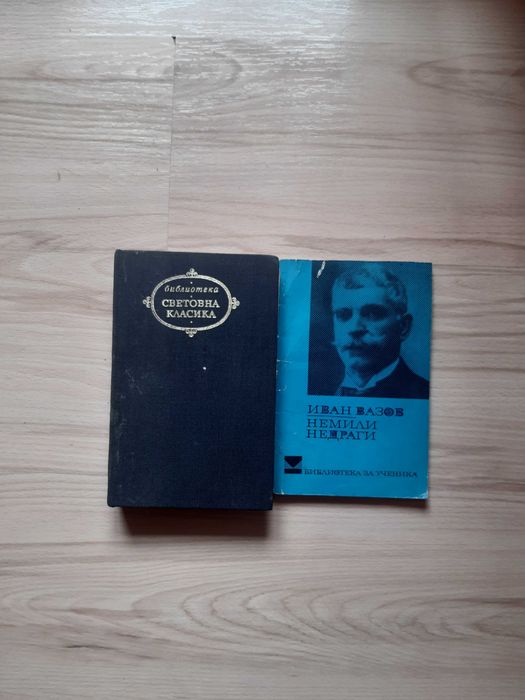 библиотека
СВЕТОВНА
КЛАСИКА
ИВАН ВАЗОВ
НЕМИЛИ
НЕДРАГИ
БИБЛИОТЕКА ЗА УЧЕНИКА